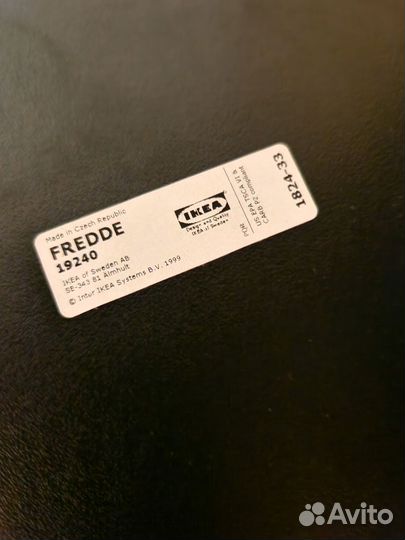 Made in Czech Republic
FREDDE
19240
IKEA of Sweden AB
SE-343 81 Älmhult
© Inter IKEA Systems B.V. 1999
IKEA
Design and Quality
IKEA of Sweden
PCM
US EPA TSCA VI &
CARB P2 compliant
1824-33
Avito